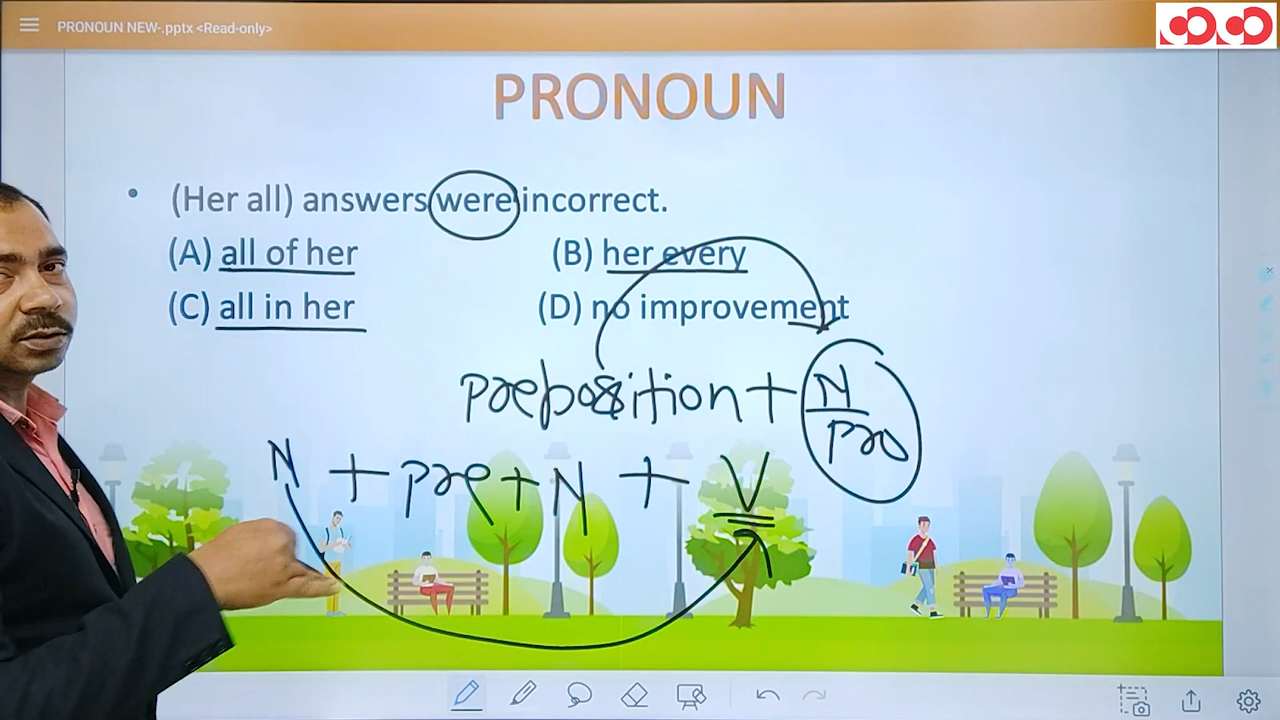 PRONOUN NEW-.pptx <Read-only>
PRONOUN
• (Her all) answers were incorrect.
(A) all of her (B) her every
(C) all in her (D) no improvement
preposition + N
pro
N + pre + N + V